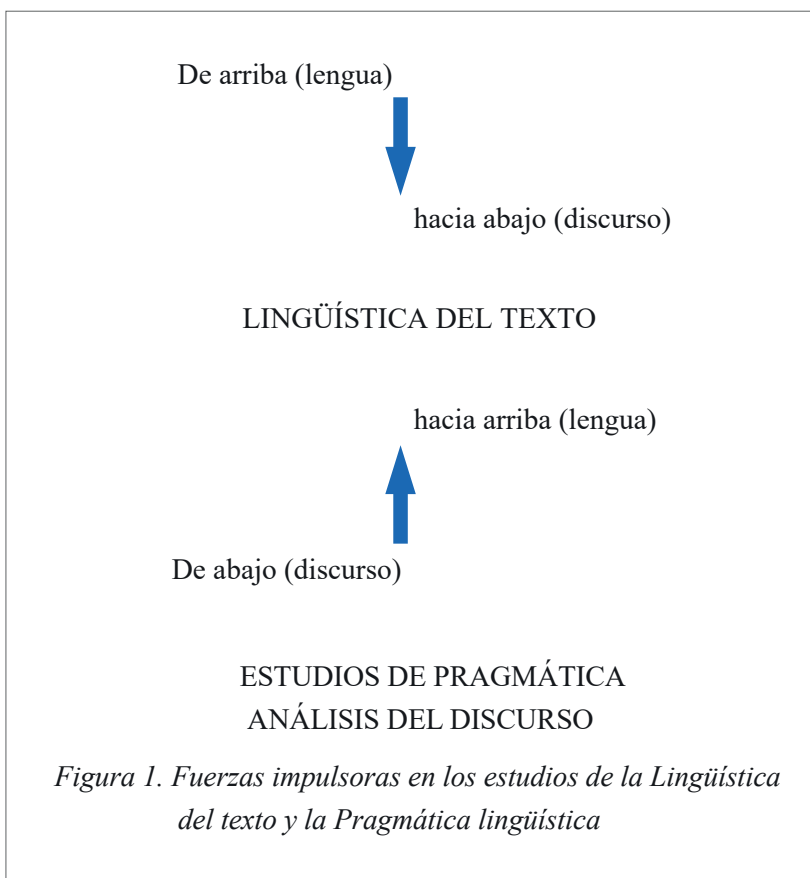 De arriba (lengua)
hacia abajo (discurso)
LINGÜÍSTICA DEL TEXTO
hacia arriba (lengua)
De abajo (discurso)
ESTUDIOS DE PRAGMÁTICA
ANÁLISIS DEL DISCURSO
Figura 1. Fuerzas impulsoras en los estudios de la Lingüística
del texto y la Pragmática lingüística